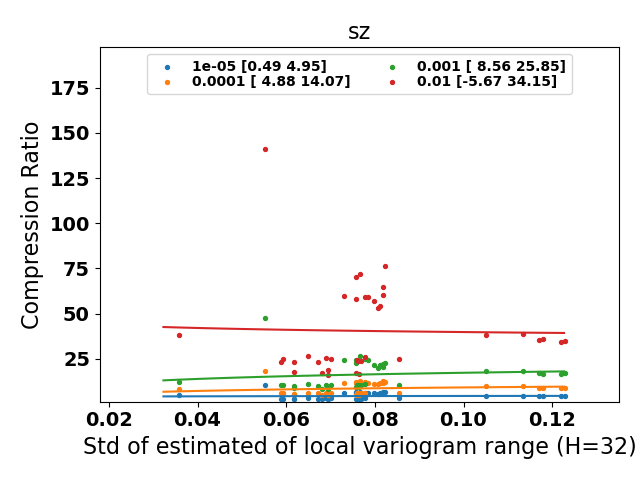 sz
1e-05 [0.49 4.95]
0.0001 [ 4.88 14.07]
0.001 [ 8.56 25.85]
0.01 [-5.67 34.15]
Compression Ratio
175
150
125
100
75
50
25
0.02 0.04 0.06 0.08 0.10 0.12
Std of estimated of local variogram range (H=32)